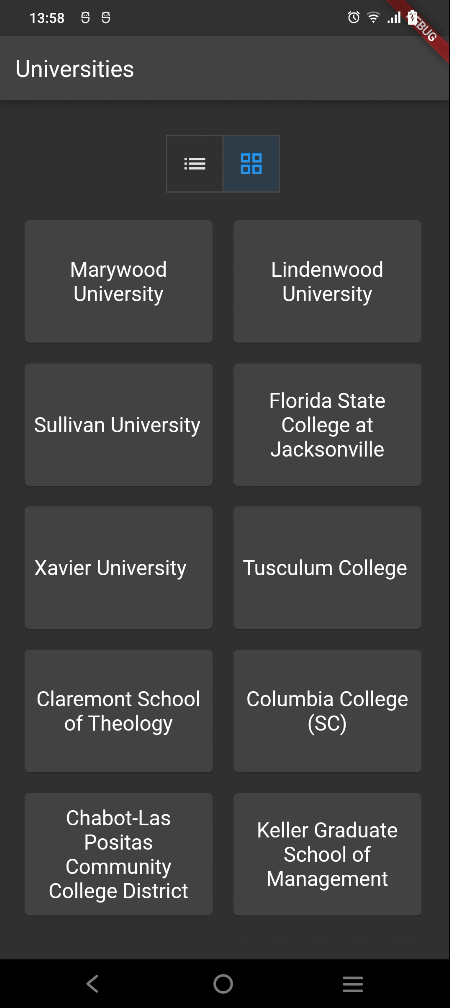 13:58
Universities
Marywood
University
Lindenwood
University
Sullivan University
Florida State
College at
Jacksonville
Xavier University
Tusculum College
Claremont School
of Theology
Columbia College
(SC)
Chabot-Las
Positas
Community
College District
Keller Graduate
School of
Management